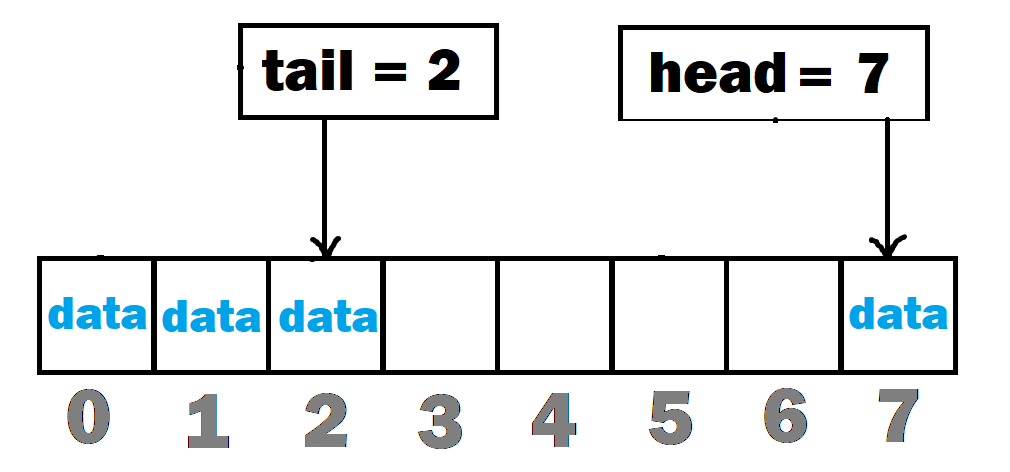 tail = 2
head = 7
data data data data
0 1 2 3 4 5 6 7